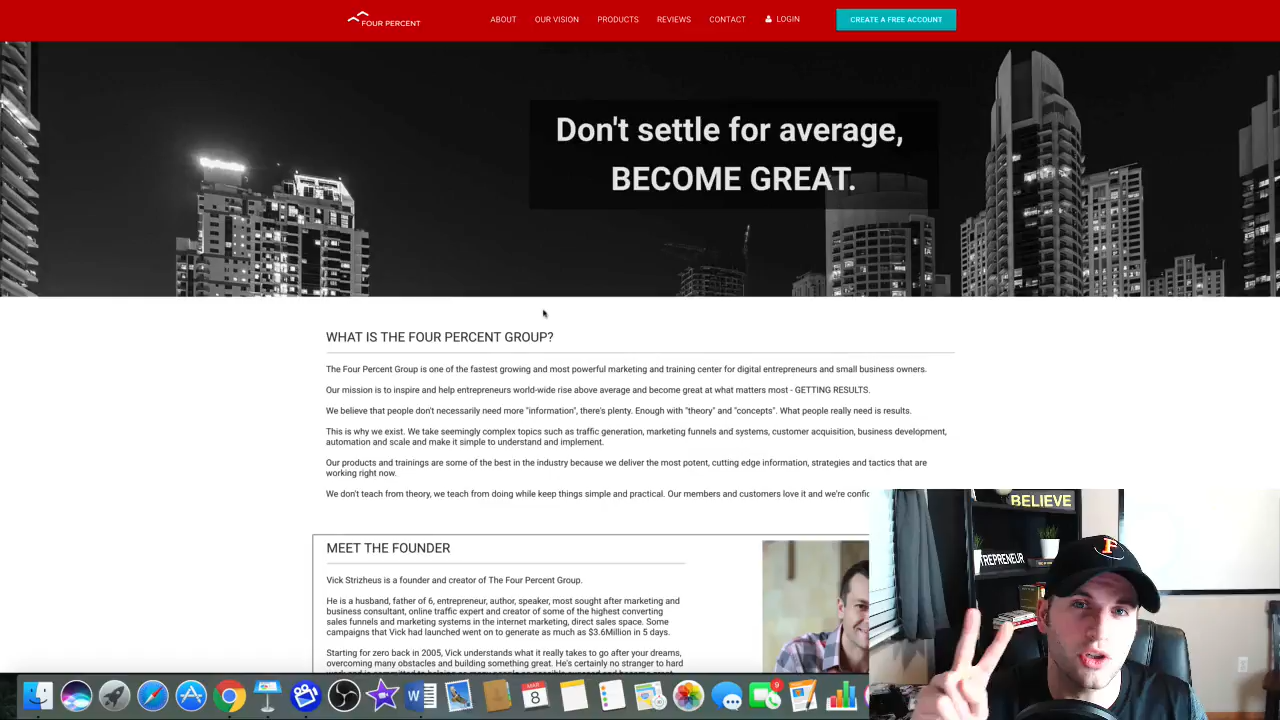 FOUR PERCENT
ABOUT
OUR VISION
PRODUCTS
REVIEWS
CONTACT
LOGIN
CREATE A FREE ACCOUNT
Don't settle for average,
BECOME GREAT.
WHAT IS THE FOUR PERCENT GROUP?
The Four Percent Group is one of the fastest growing and most powerful marketing and training center for digital entrepreneurs and small business owners.
Our mission is to inspire and help entrepreneurs world-wide rise above average and become great at what matters most - GETTING RESULTS.
We believe that people don't necessarily need more "information", there's plenty. Enough with "theory" and "concepts". What people really need is results.
This is why we exist. We take seemingly complex topics such as traffic generation, marketing funnels and systems, customer acquisition, business development,
automation and scale and make it simple to understand and implement.
Our products and trainings are some of the best in the industry because we deliver the most potent, cutting edge information, strategies and tactics that are
working right now.
We don't teach from theory, we teach from doing while keep things simple and practical. Our members and customers love it and we're
MEET THE FOUNDER
Vick Strizheus is a founder and creator of The Four Percent Group.
He is a husband, father of 6, entrepreneur, author, speaker, most sought after marketing and
business consultant, online traffic expert and creator of some of the highest converting
sales funnels and marketing systems in the internet marketing, direct sales space. Some
campaigns that Vick had launched went on to generate as much as $3.6Million in 5 days.
Starting for zero back in 2005, Vick understands what it really takes to go after your dreams,
overcoming many obstacles and building something great. He's certainly no stranger to hard
BELIEVE
TREPRENEUR
F
MAR
8
9